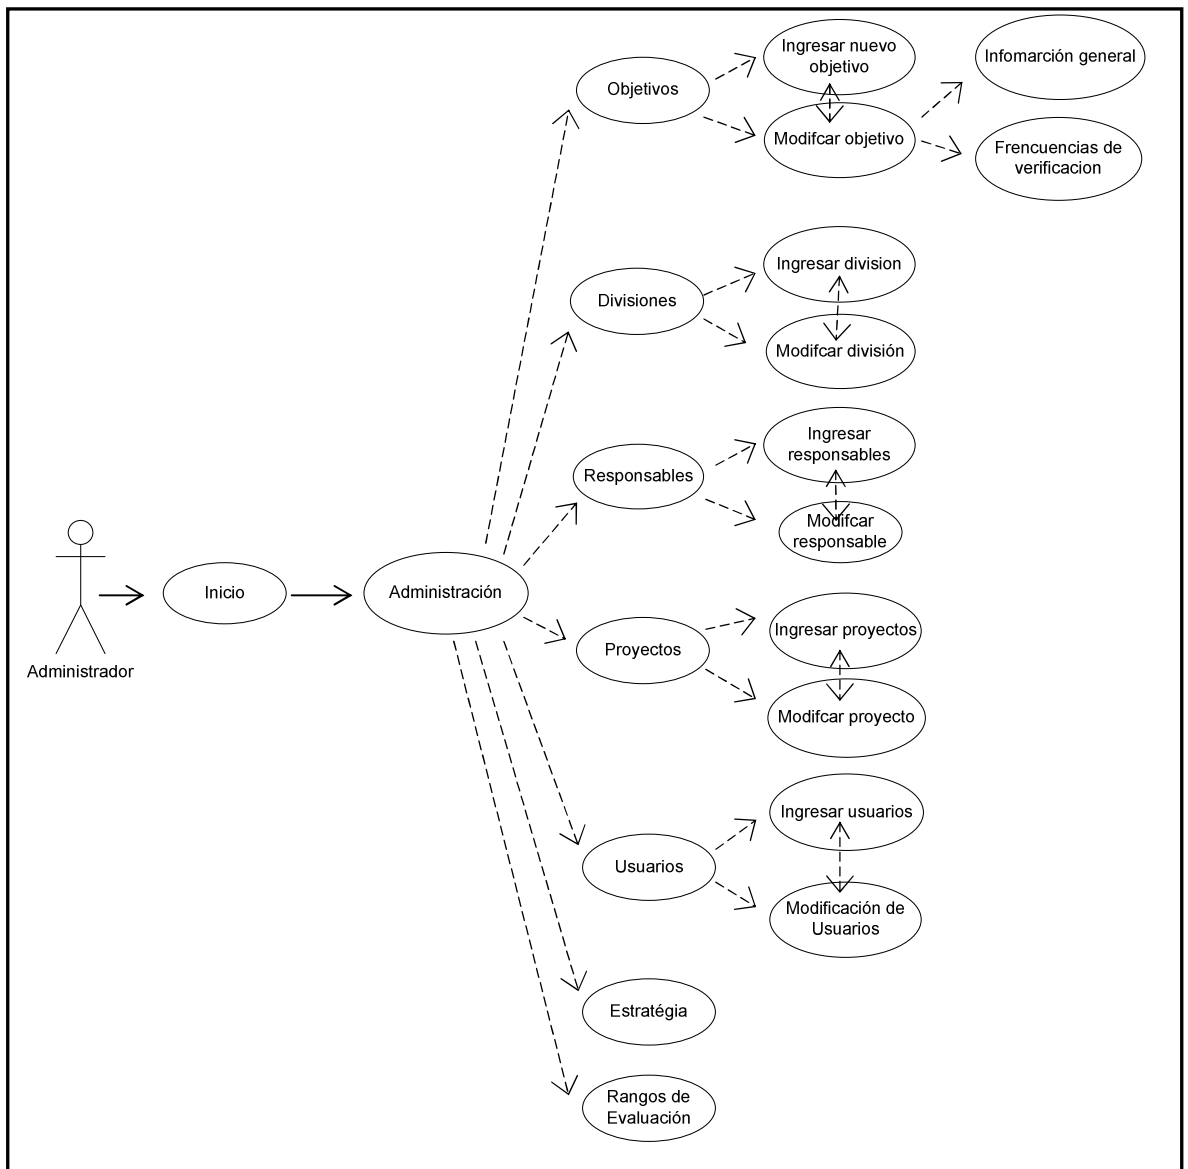 Ingresar nuevo
objetivo
Infomarción general
Objetivos
Modifcar objetivo
Frencuencias de
verificacion
Ingresar division
Divisiones
Modifcar división
Ingresar
responsables
Responsables
Modifcar
responsable
Inicio
Administración
Administrador
Ingresar proyectos
Proyectos
Modifcar proyecto
Ingresar usuarios
Usuarios
Modificación de
Usuarios
Estratégia
Rangos de
Evaluación